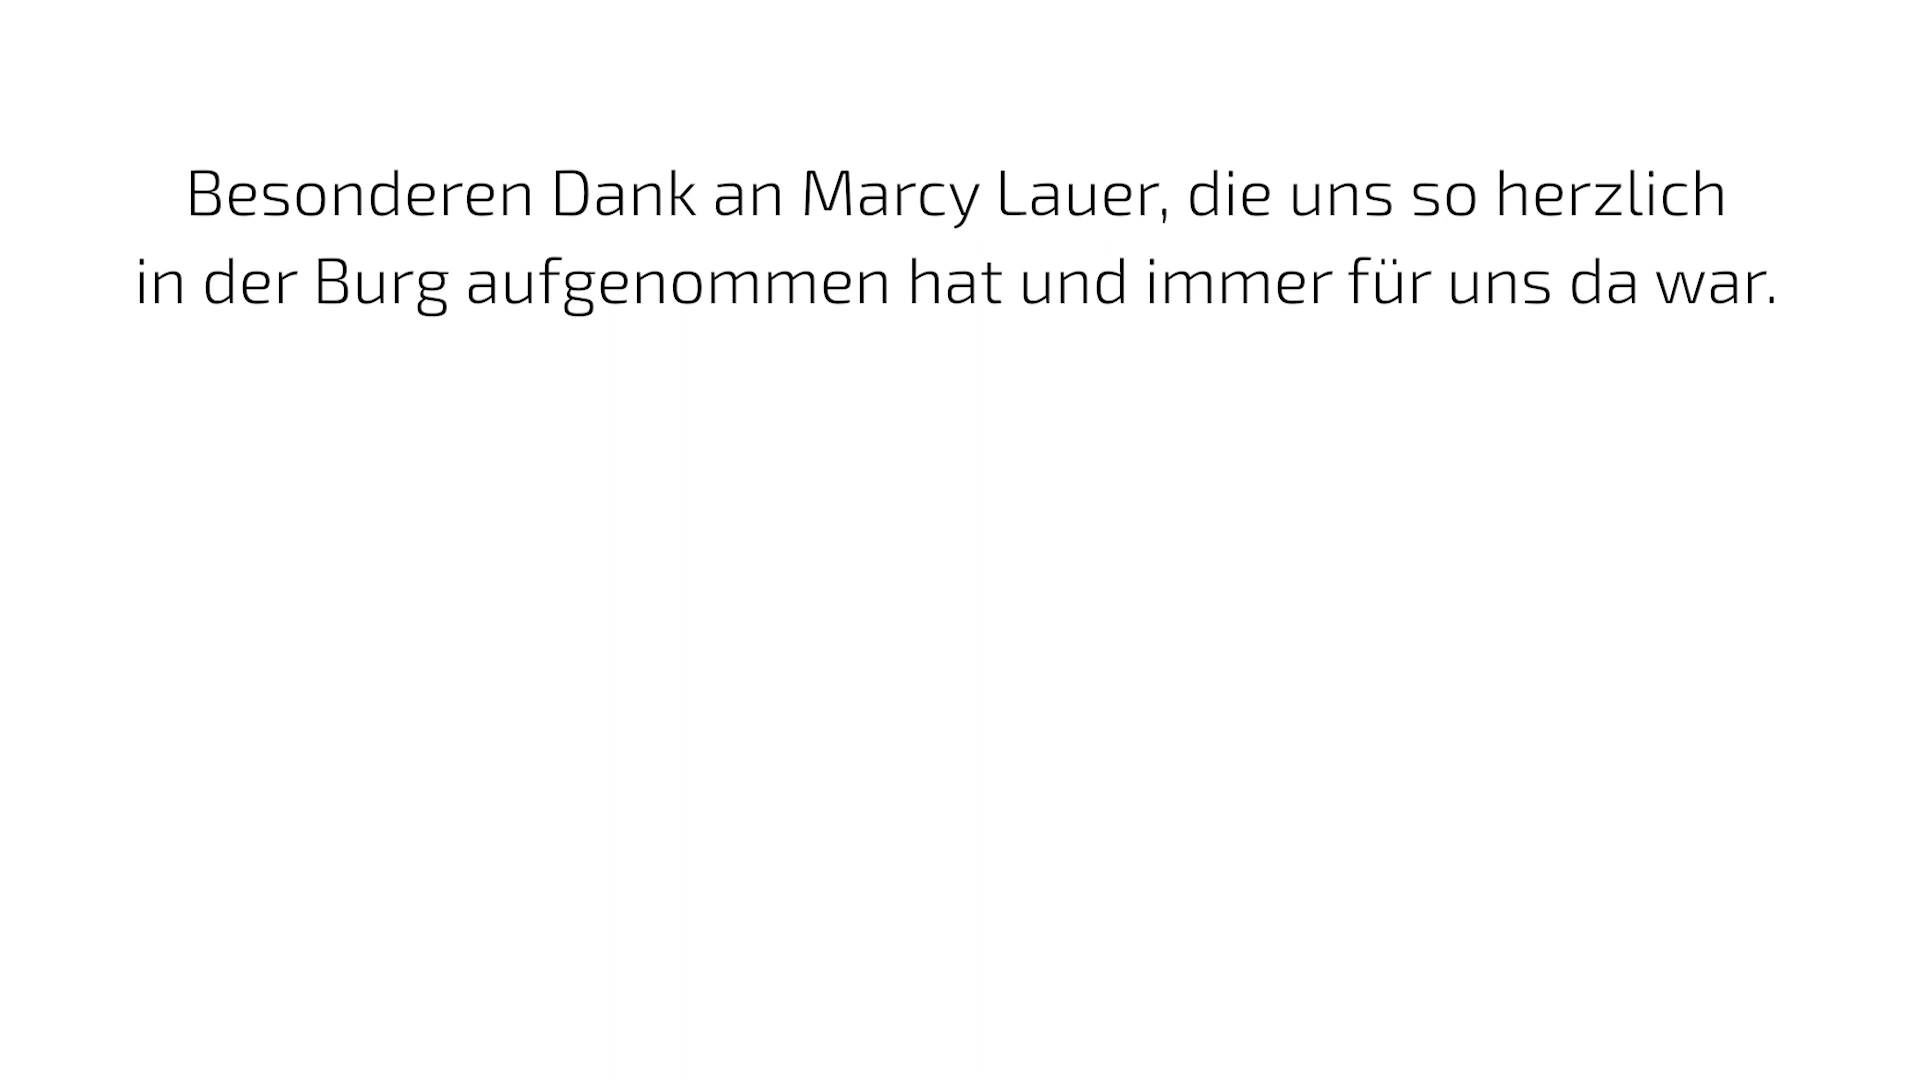 Besonderen Dank an Marcy Lauer, die uns so herzlich
in der Burg aufgenommen hat und immer für uns da war.